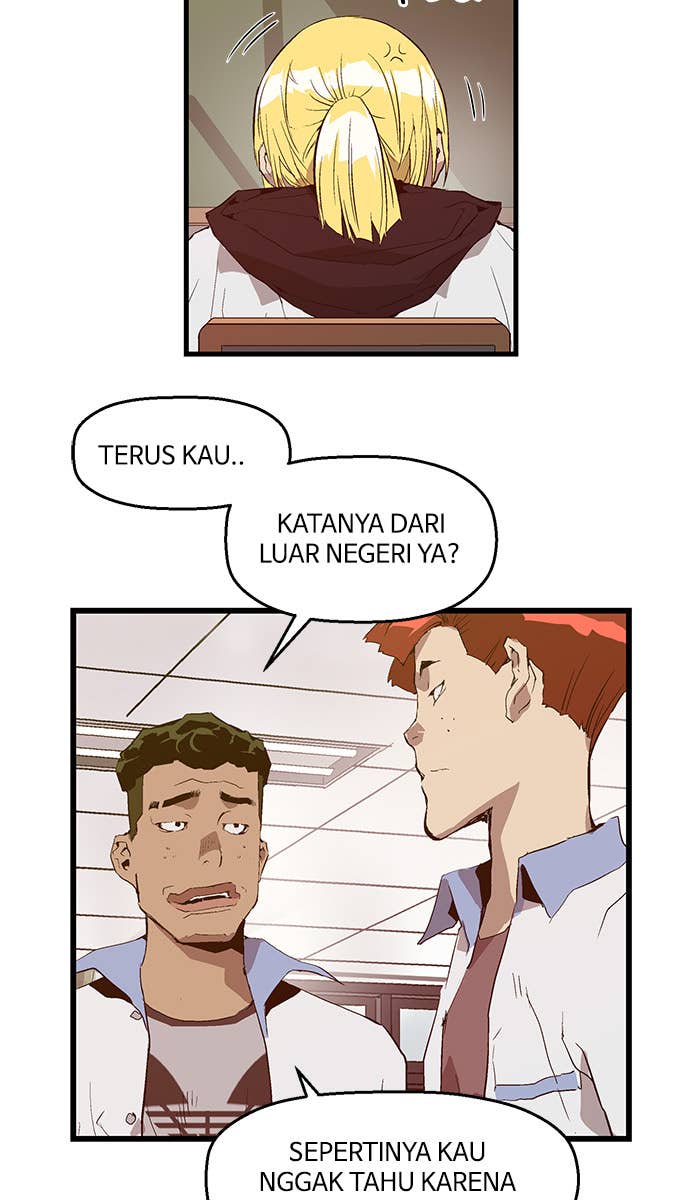 TERUS KAU..
KATANYA DARI
LUAR NEGERI YA?
SEPERTINYA KAU
NGGAK TAHU KARENA